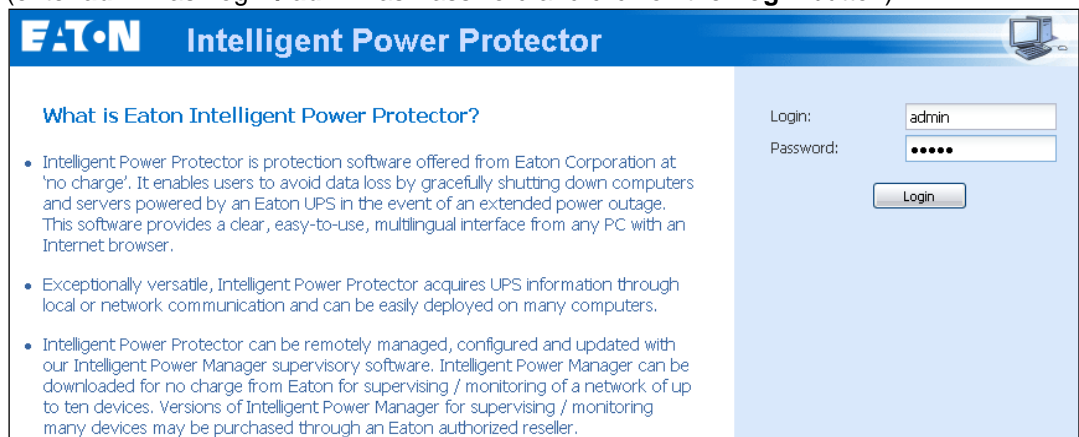 EATON Intelligent Power Protector
What is Eaton Intelligent Power Protector?
Login: admin
Password: •••••
Login
• Intelligent Power Protector is protection software offered from Eaton Corporation at
'no charge'. It enables users to avoid data loss by gracefully shutting down computers
and servers powered by an Eaton UPS in the event of an extended power outage.
This software provides a clear, easy-to-use, multilingual interface from any PC with an
Internet browser.
• Exceptionally versatile, Intelligent Power Protector acquires UPS information through
local or network communication and can be easily deployed on many computers.
• Intelligent Power Protector can be remotely managed, configured and updated with
our Intelligent Power Manager supervisory software. Intelligent Power Manager can be
downloaded for no charge from Eaton for supervising / monitoring of a network of up
to ten devices. Versions of Intelligent Power Manager for supervising / monitoring
many devices may be purchased through an Eaton authorized reseller.